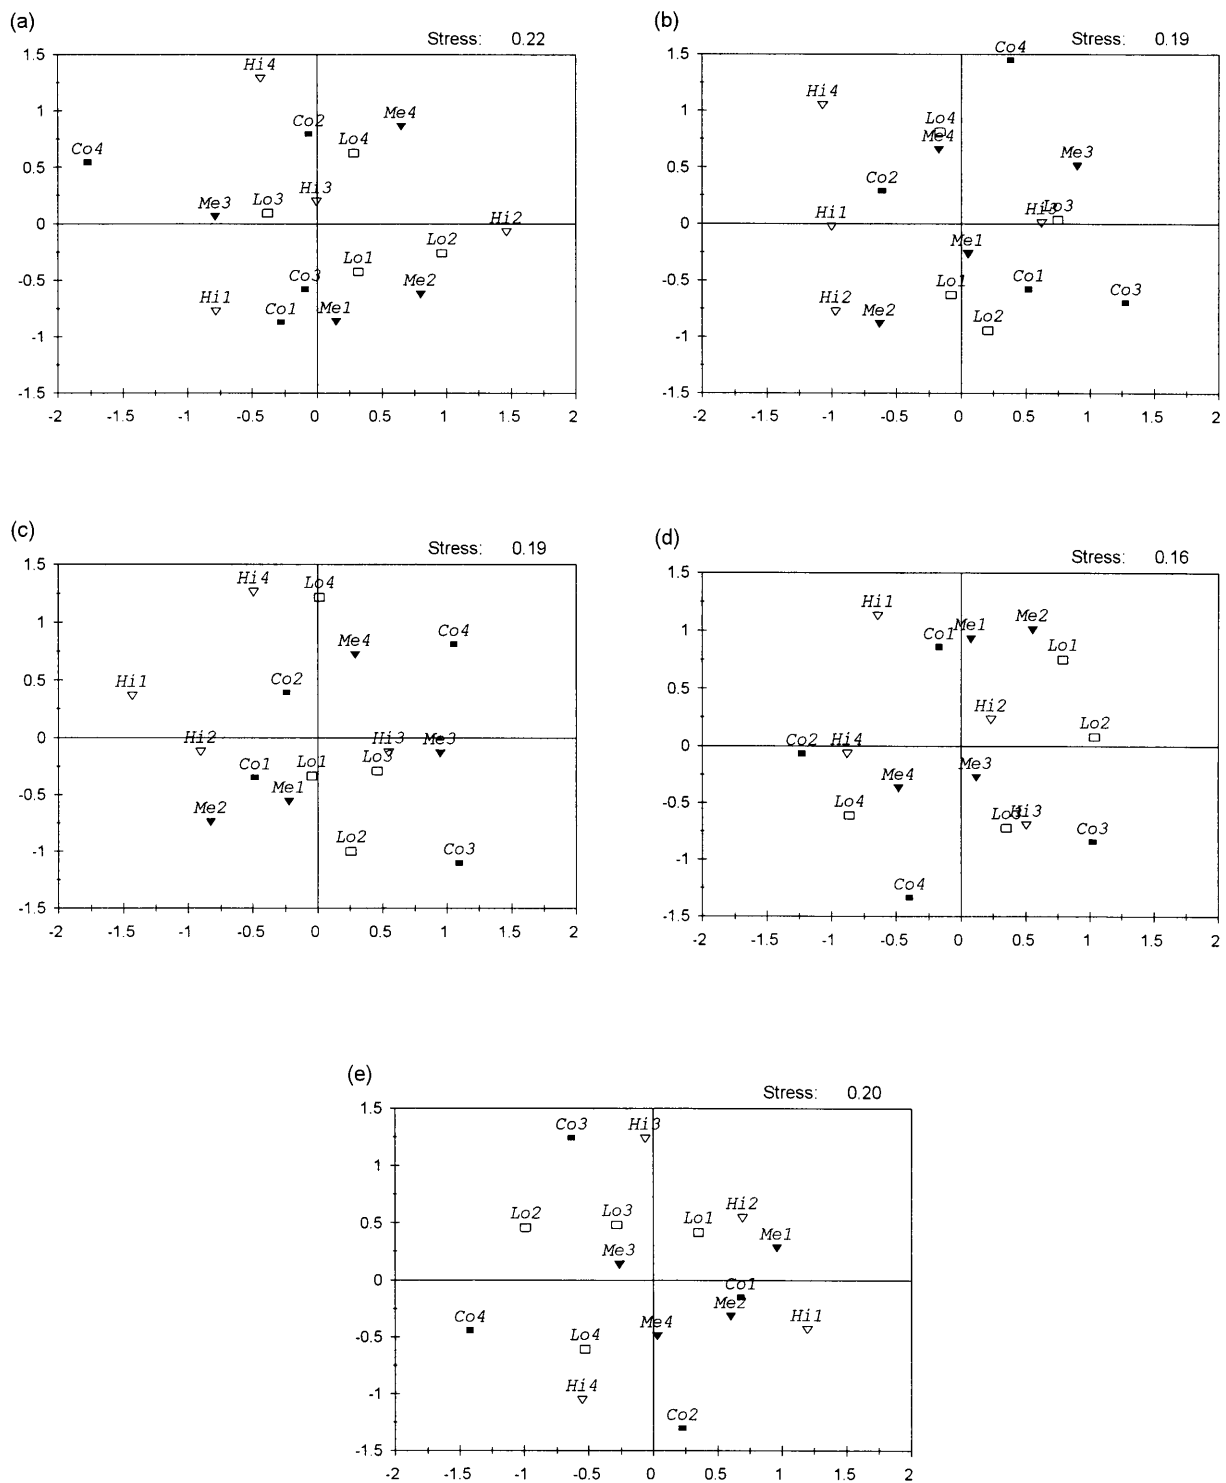 (a)
Stress: 0.22
1.5
Hi4
1
Co2
Me4
Lo4
Co4
0.5
Hi3
Me3
Lo3
0
Hi2
Lo2
Lo1
-0.5
Co3
Me2
Hi1
Co1
Me1
-1
-1.5
-2 -1.5 -1 -0.5 0 0.5 1 1.5 2
(b)
Stress: 0.19
1.5
Co4
Hi4
1
Lo4
Me4
Me3
0.5
Co2
Lo3
Hi3
Hi1
0
Me1
-0.5
Lo1
Co1
Co3
Hi2
Me2
Lo2
-1
-1.5
-2 -1.5 -1 -0.5 0 0.5 1 1.5 2
(c)
Stress: 0.19
1.5
Hi4
Lo4
1
Co4
Me4
0.5
Co2
Hi1
0
Hi2
Hi3
Me3
Lo3
Co1
Lo1
-0.5
Me1
Me2
Lo2
-1
Co3
-1.5
-2 -1.5 -1 -0.5 0 0.5 1 1.5 2
(d)
Stress: 0.16
1.5
Hi1
Me2
1
Co1
Me1
Lo1
0.5
Hi2
Lo2
0
Co2
Hi4
Me3
Me4
-0.5
Lo4
Lo3
Hi3
Co3
-1
Co4
-1.5
-2 -1.5 -1 -0.5 0 0.5 1 1.5 2
(e)
Stress: 0.20
1.5
Co3
Hi3
1
Hi2
0.5
Lo2
Lo3
Lo1
Me1
Me3
0
Co1
Me2
Co4
Me4
Hi1
-0.5
Lo4
Hi4
-1
Co2
-1.5
-2 -1.5 -1 -0.5 0 0.5 1 1.5 2